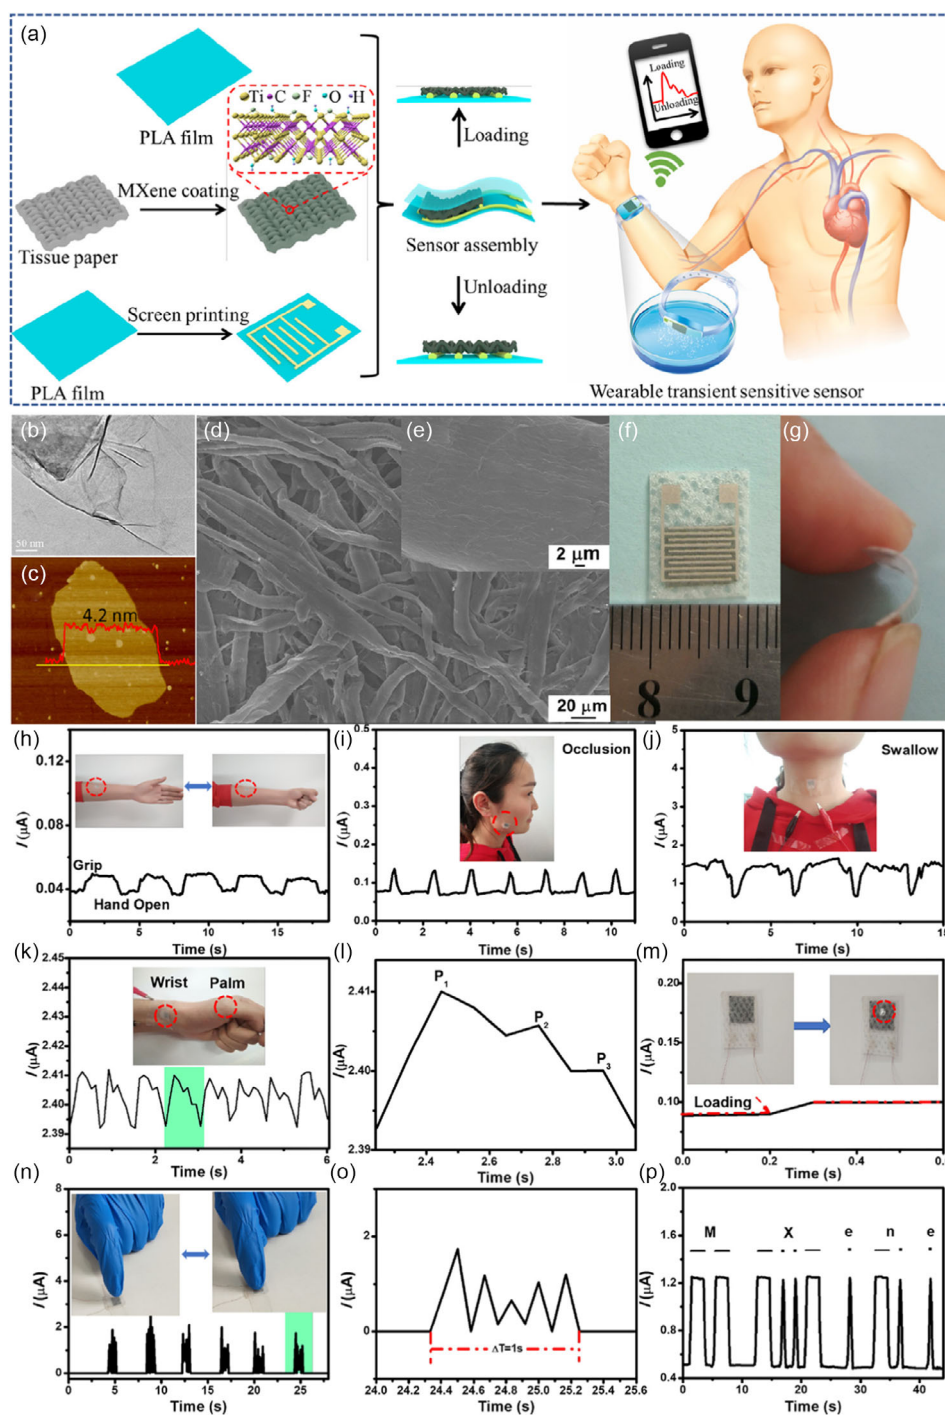 (a)
PLA film
Ti C F O H
MXene coating
Tissue paper
Screen printing
PLA film
Loading
Sensor assembly
Unloading
Loading
Unloading
Wearable transient sensitive sensor
(b)
50 nm
(c)
4.2 nm
(d)
20 μm
(e)
2 μm
(f)
8 9
(g)
(h)
I (μA)
0.12
0.08
0.04
Grip
Hand Open
0 5 10 15
Time (s)
(i)
I (μA)
0.5
0.4
0.3
0.2
0.1
0.0
Occlusion
0 2 4 6 8 10
Time (s)
(j)
I (μA)
5
4
3
2
1
0
Swallow
0 5 10 15
Time (s)
(k)
I (μA)
2.45
2.44
2.43
2.42
2.41
2.40
2.39
Wrist Palm
0 2 4 6
Time (s)
(l)
I (μA)
2.41
2.40
2.39
P1
P2
P3
2.4 2.6 2.8 3.0
Time (s)
(m)
I (μA)
0.20
0.15
0.10
Loading
0.0 0.2 0.4 0.6
Time (s)
(n)
I (μA)
8
6
4
2
0
0 5 10 15 20 25
Time (s)
(o)
I (μA)
2
0
ΔT=1s
24.0 24.2 24.4 24.6 24.8 25.0 25.2 25.4 25.6
Time (s)
(p)
I (μA)
2.0
1.6
1.2
0.8
0.4
M X e n e
0 10 20 30 40
Time (s)